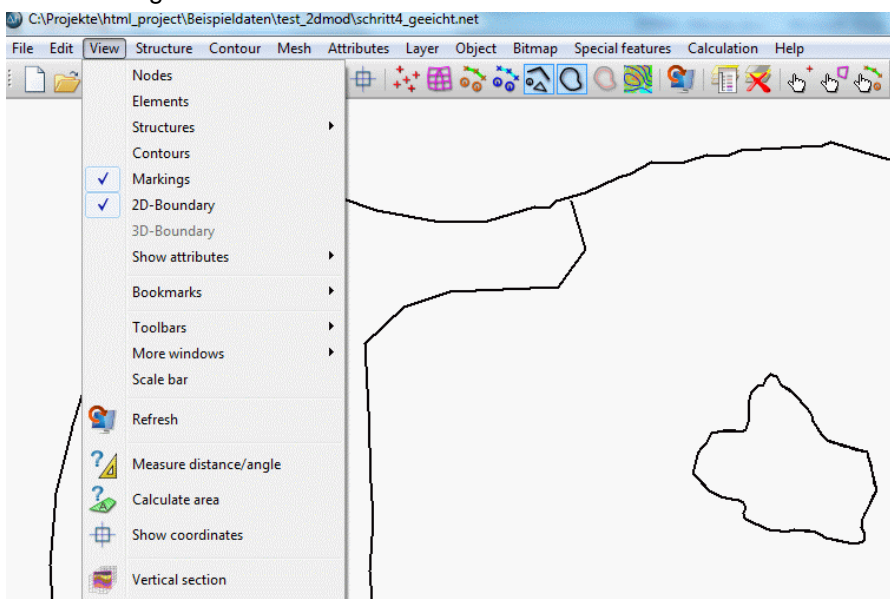 C:\Projekte\html_project\Beispieldaten\test_2dmod\schritt4_geeicht.net
File Edit View Structure Contour Mesh Attributes Layer Object Bitmap Special features Calculation Help
Nodes
Elements
Structures
Contours
Markings
2D-Boundary
3D-Boundary
Show attributes
Bookmarks
Toolbars
More windows
Scale bar
Refresh
Measure distance/angle
Calculate area
Show coordinates
Vertical section